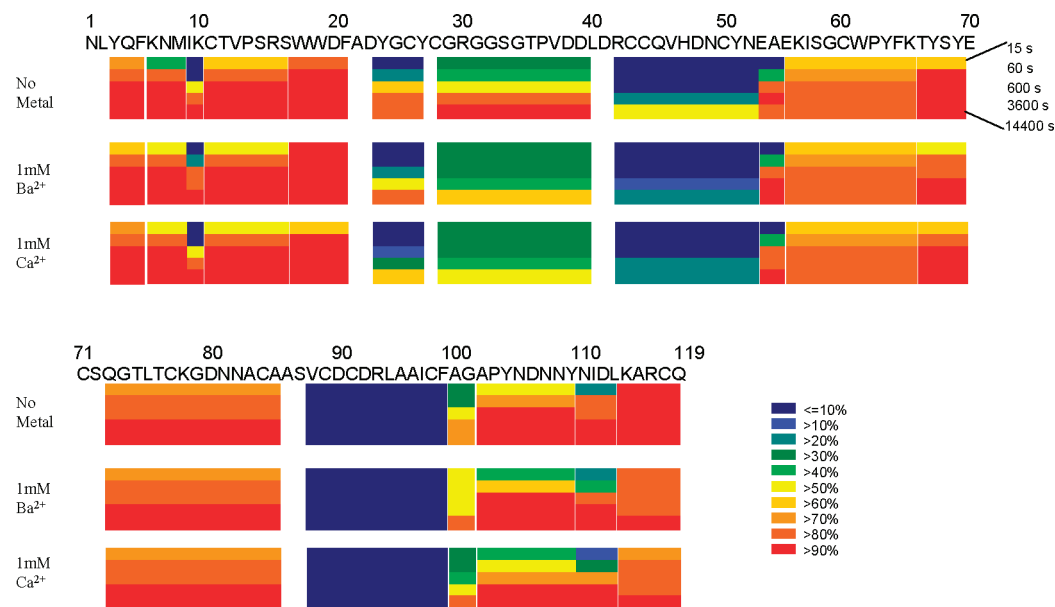 1 10 20 30 40 50 60 70
NLYQFKNMIKCTVPSRSWWDFADYGCYCGRGGSGTPVDDLDRCCQVHDNCYNEAEKISGCWPYFKTYSYE
15 s
No
Metal
60 s
600 s
3600 s
14400 s
1mM
Ba²⁺
1mM
Ca²⁺
71 80 90 100 110 119
CSQGTLTCKGDNNACAASVCDCDRLAAICFAGAPYNDNNYNIDLKARCQ
No
Metal
<=10%
>10%
>20%
>30%
>40%
>50%
>60%
>70%
>80%
>90%
1mM
Ba²⁺
1mM
Ca²⁺